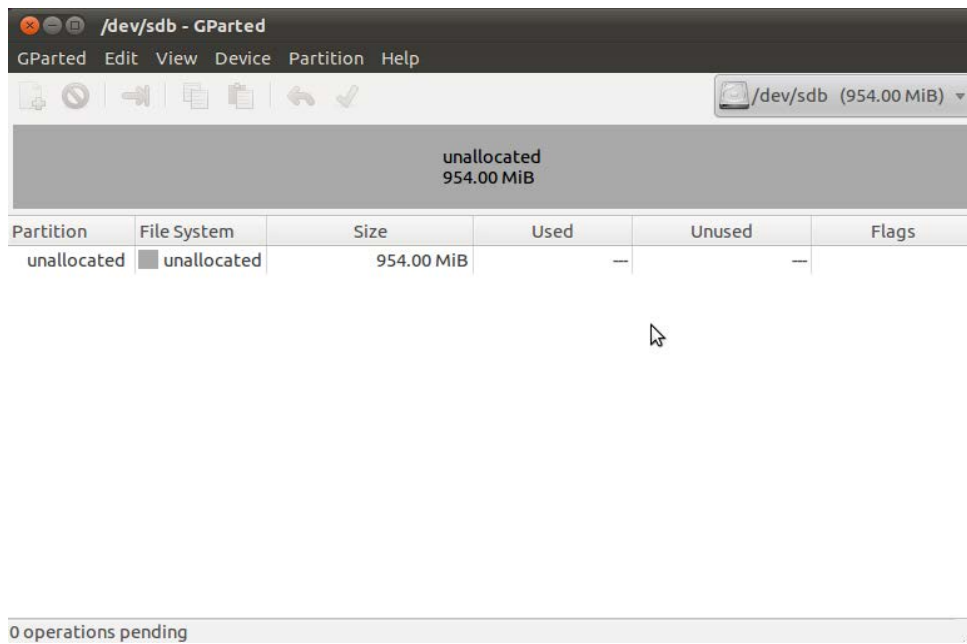 /dev/sdb - GParted
GParted Edit View Device Partition Help
/dev/sdb (954.00 MiB)
unallocated
954.00 MiB
Partition File System Size Used Unused Flags
unallocated unallocated 954.00 MiB --- ---
0 operations pending